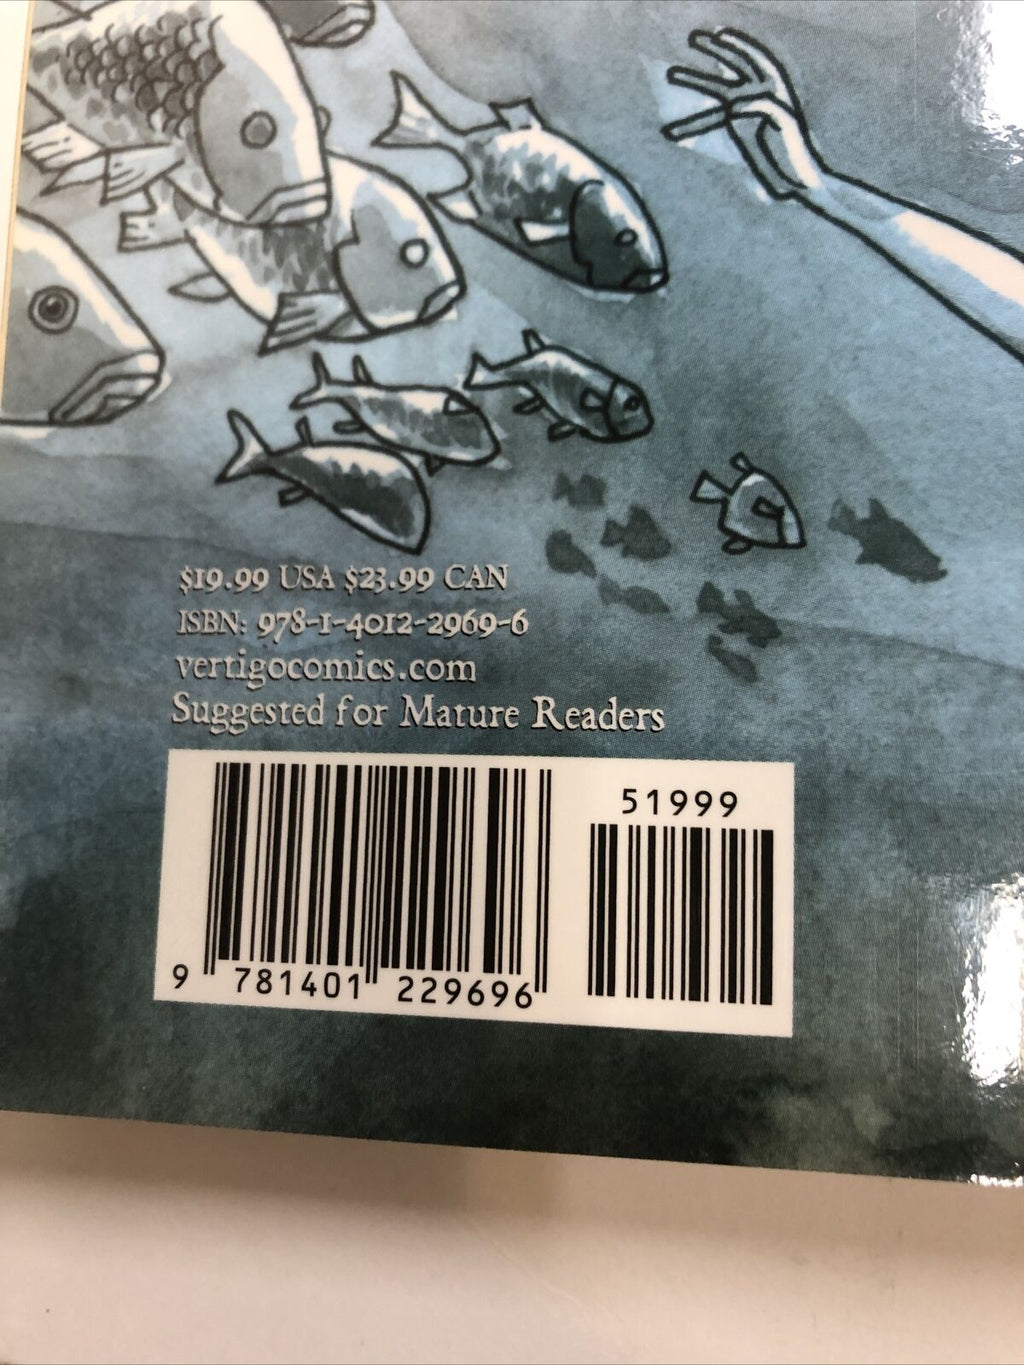 $19.99 USA $23.99 CAN
ISBN: 978-1-4012-2969-6
vertigocomics.com
Suggested for Mature Readers
51999
9 781401 229696